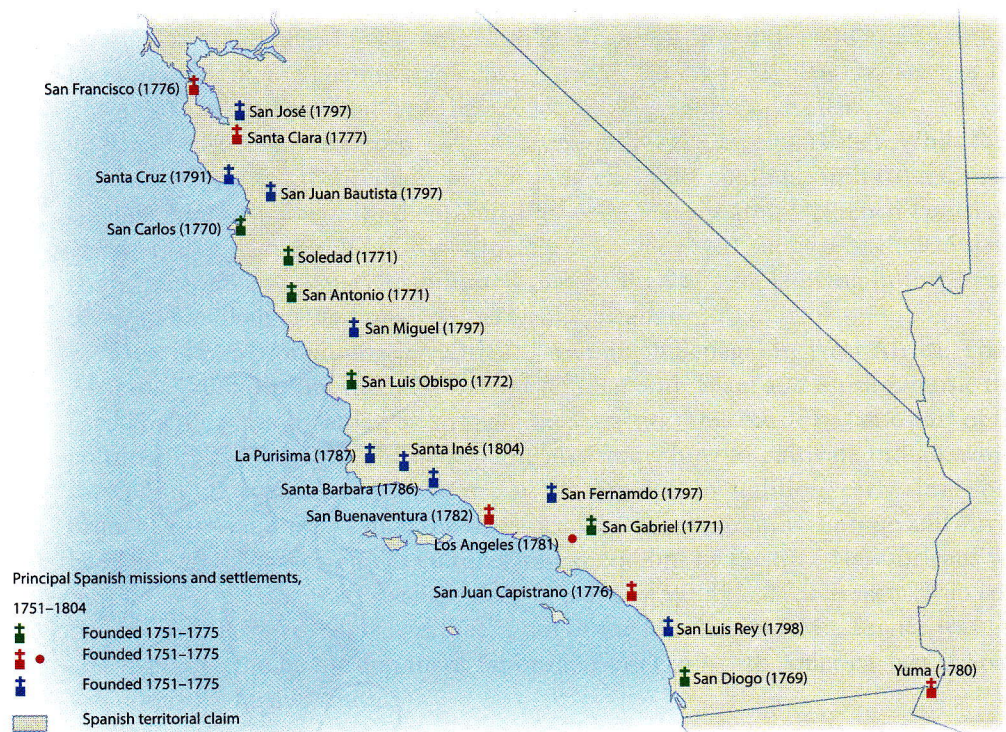 San Francisco (1776)
San José (1797)
Santa Clara (1777)
Santa Cruz (1791)
San Juan Bautista (1797)
San Carlos (1770)
Soledad (1771)
San Antonio (1771)
San Miguel (1797)
San Luis Obispo (1772)
La Purisima (1787)
Santa Inés (1804)
Santa Barbara (1786)
San Fernamdo (1797)
San Buenaventura (1782)
San Gabriel (1771)
Los Angeles (1781)
San Juan Capistrano (1776)
San Luis Rey (1798)
San Diogo (1769)
Yuma (1780)
Principal Spanish missions and settlements,
1751–1804
Founded 1751–1775
Founded 1751–1775
Founded 1751–1775
Spanish territorial claim